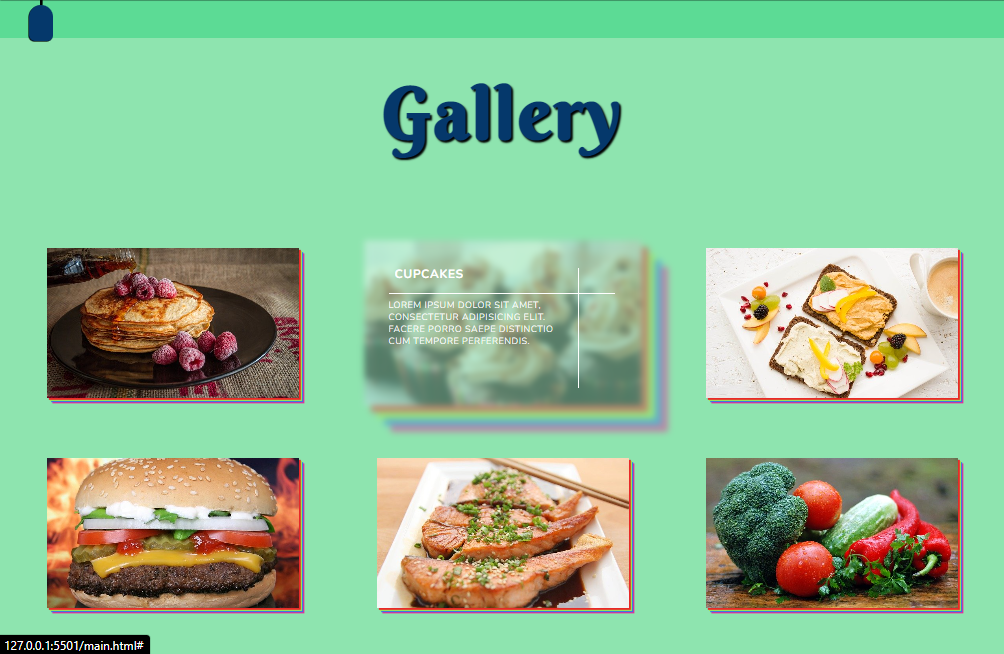 Gallery
CUPCAKES
LOREM IPSUM DOLOR SIT AMET,
CONSECTETUR ADIPISICING ELIT.
FACERE PORRO SAEPE DISTINCTIO
CUM TEMPORE PERFERENDIS.
127.0.0.1:5501/main.html#